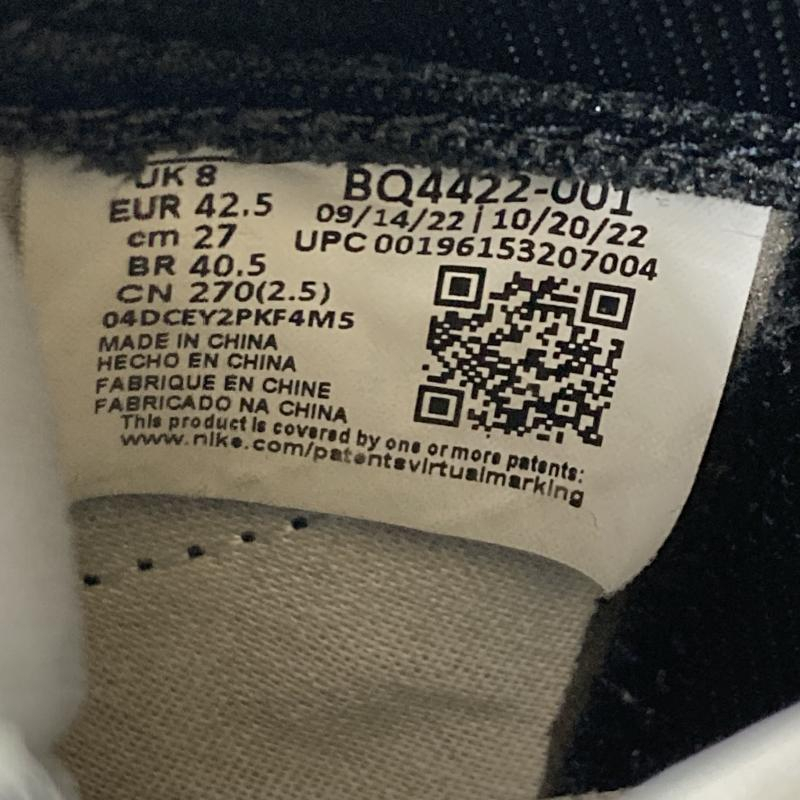 UK 8
EUR 42.5
cm 27
BR 40.5
CN 270(2.5)
04DCEY2PKF4M5
MADE IN CHINA
HECHO EN CHINA
FABRIQUE EN CHINE
FABRICADO NA CHINA
BQ4422-001
09/14/22 | 10/20/22
UPC 00196153207004
This product is covered by one or more patents:
www.nike.com/patentsvirtualmarking